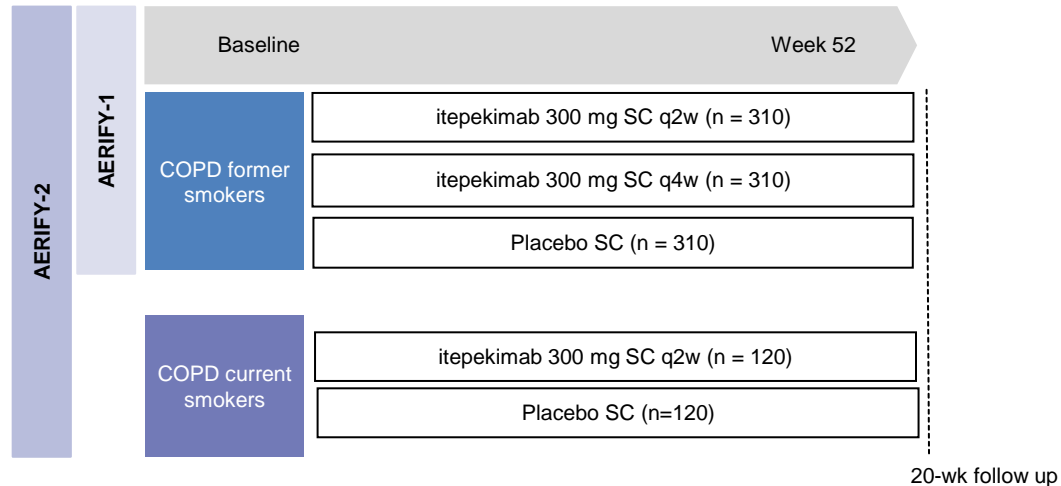 AERIFY-2
AERIFY-1
Baseline
Week 52
COPD former
smokers
itepekimab 300 mg SC q2w (n = 310)
itepekimab 300 mg SC q4w (n = 310)
Placebo SC (n = 310)
COPD current
smokers
itepekimab 300 mg SC q2w (n = 120)
Placebo SC (n=120)
20-wk follow up